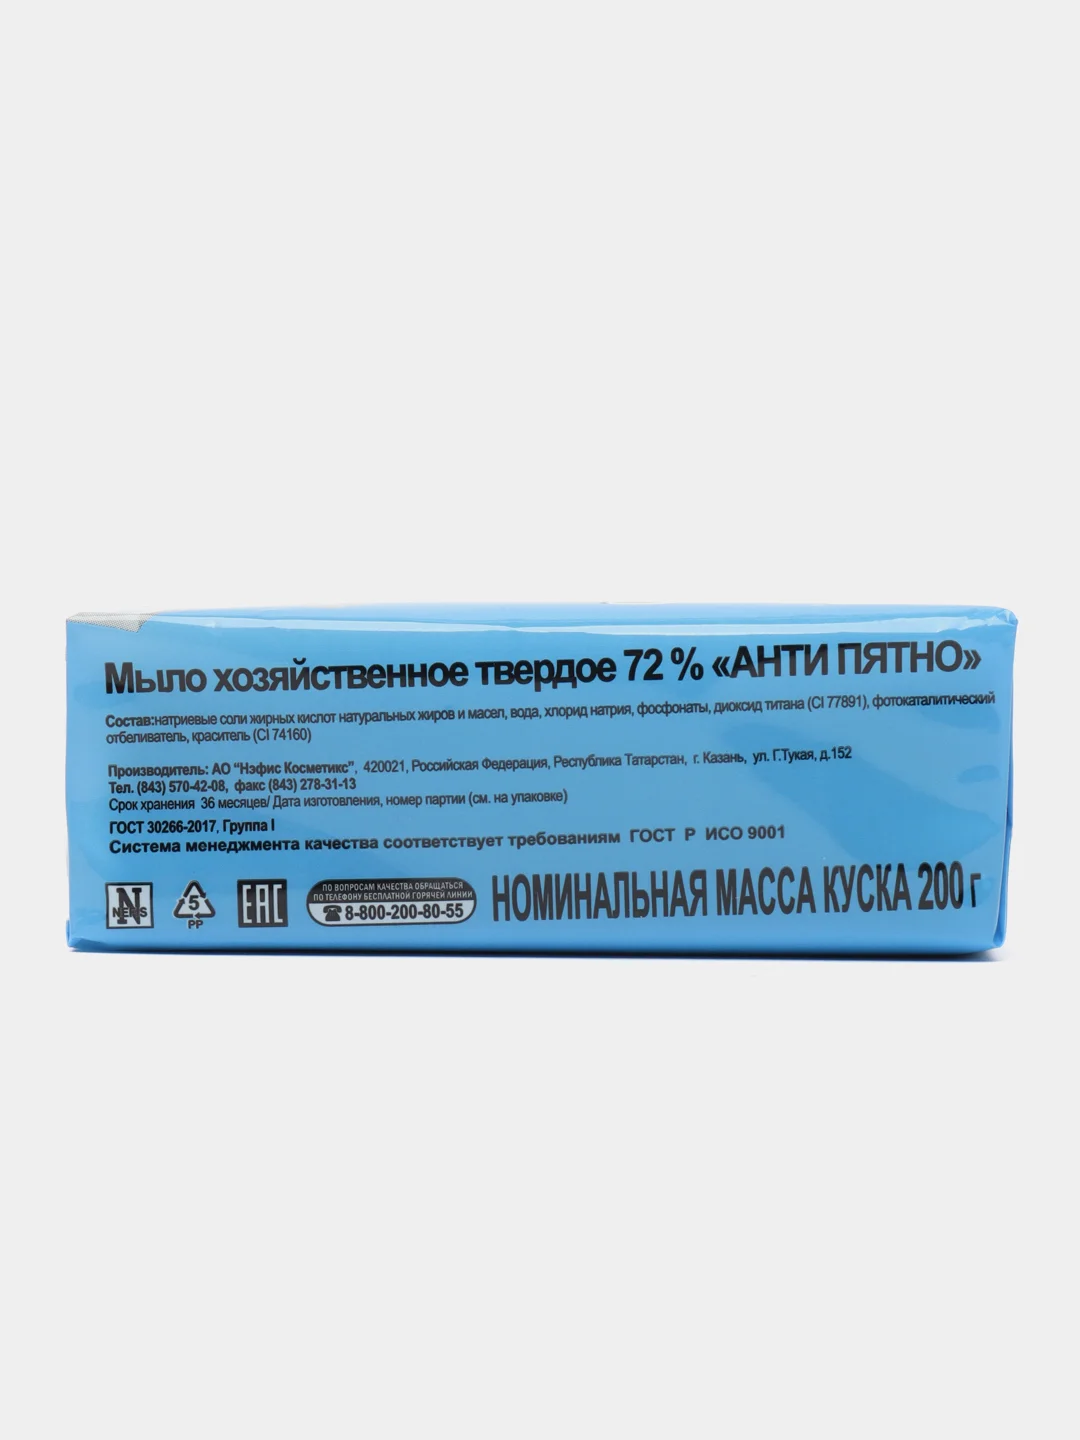 Мыло хозяйственное твердое 72 % «АНТИ ПЯТНО»
Состав:натриевые соли жирных кислот натуральных жиров и масел, вода, хлорид натрия, фосфонаты, диоксид титана (CI 77891), фотокаталитический
отбеливатель, краситель (CI 74160)
Производитель: АО "Нэфис Косметикс", 420021, Российская Федерация, Республика Татарстан, г. Казань, ул. Г.Тукая, д.152
Тел. (843) 570-42-08, факс (843) 278-31-13
Срок хранения 36 месяцев/ Дата изготовления, номер партии (см. на упаковке)
ГОСТ 30266-2017, Группа I
Система менеджмента качества соответствует требованиям ГОСТ Р ИСО 9001
N
NEFIS
5
PP
EAC
ПО ВОПРОСАМ КАЧЕСТВА ОБРАЩАТЬСЯ
ПО ТЕЛЕФОНУ БЕСПЛАТНОЙ ГОРЯЧЕЙ ЛИНИИ
8-800-200-80-55
НОМИНАЛЬНАЯ МАССА КУСКА 200 г